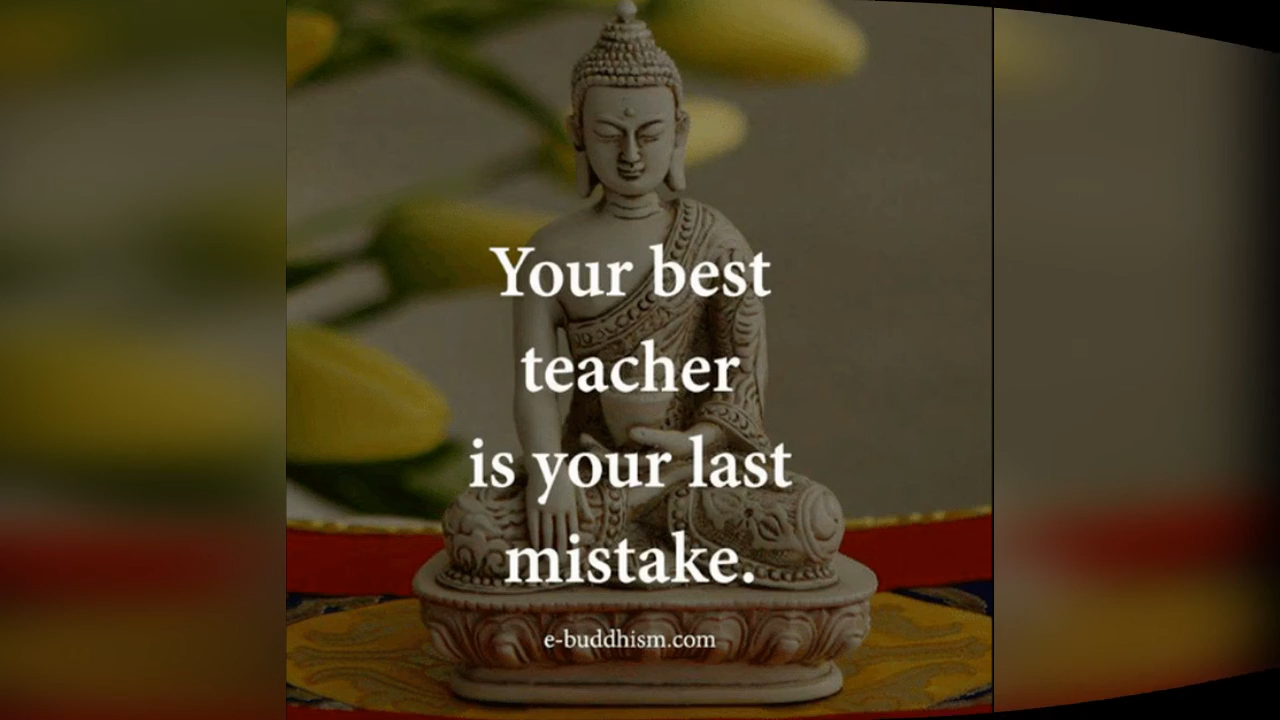 Your best
teacher
is your last
mistake.
e-buddhism.com